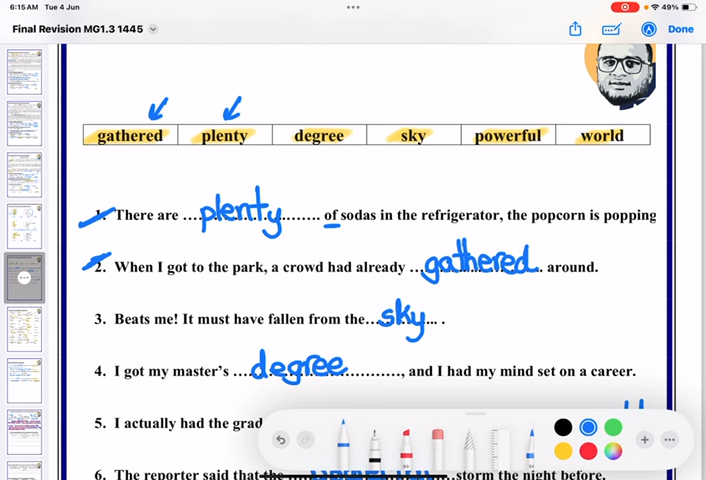 6:15 AM Tue 4 Jun 49%
Final Revision MG1.3 1445 Done
gathered plenty degree sky powerful world
1. There are ...plenty...... of sodas in the refrigerator, the popcorn is popping
2. When I got to the park, a crowd had already ...gathered... around.
3. Beats me! It must have fallen from the...sky... .
4. I got my master's ...degree............, and I had my mind set on a career.
5. I actually had the grad
6. The reporter said that the ... ...storm the night before.